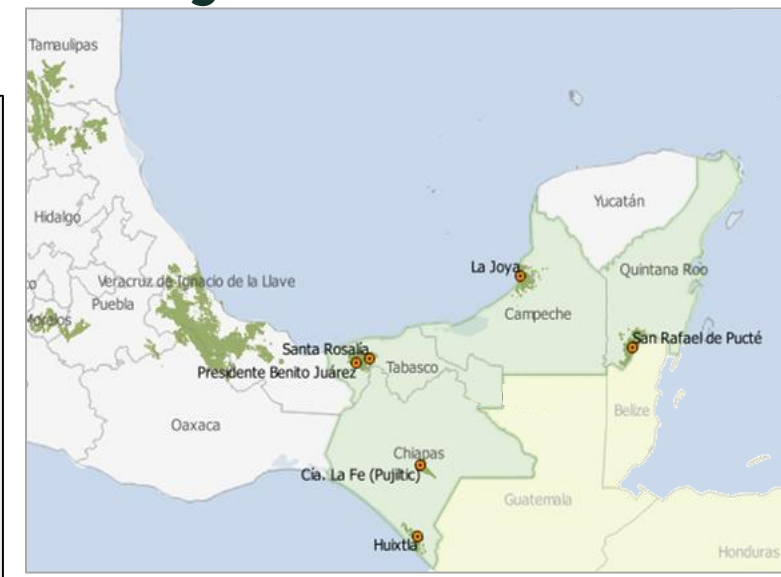 Tamaulipas
Hidalgo
Veracruz de Ignacio de la Llave
Puebla
Morelos
Oaxaca
Yucatán
La Joya
Quintana Roo
Campeche
San Rafael de Pucté
Santa Rosalía
Presidente Benito Juárez
Tabasco
Belize
Chiapas
Cia. La Fe (Pujiltic)
Guatemala
Huixtla
Honduras